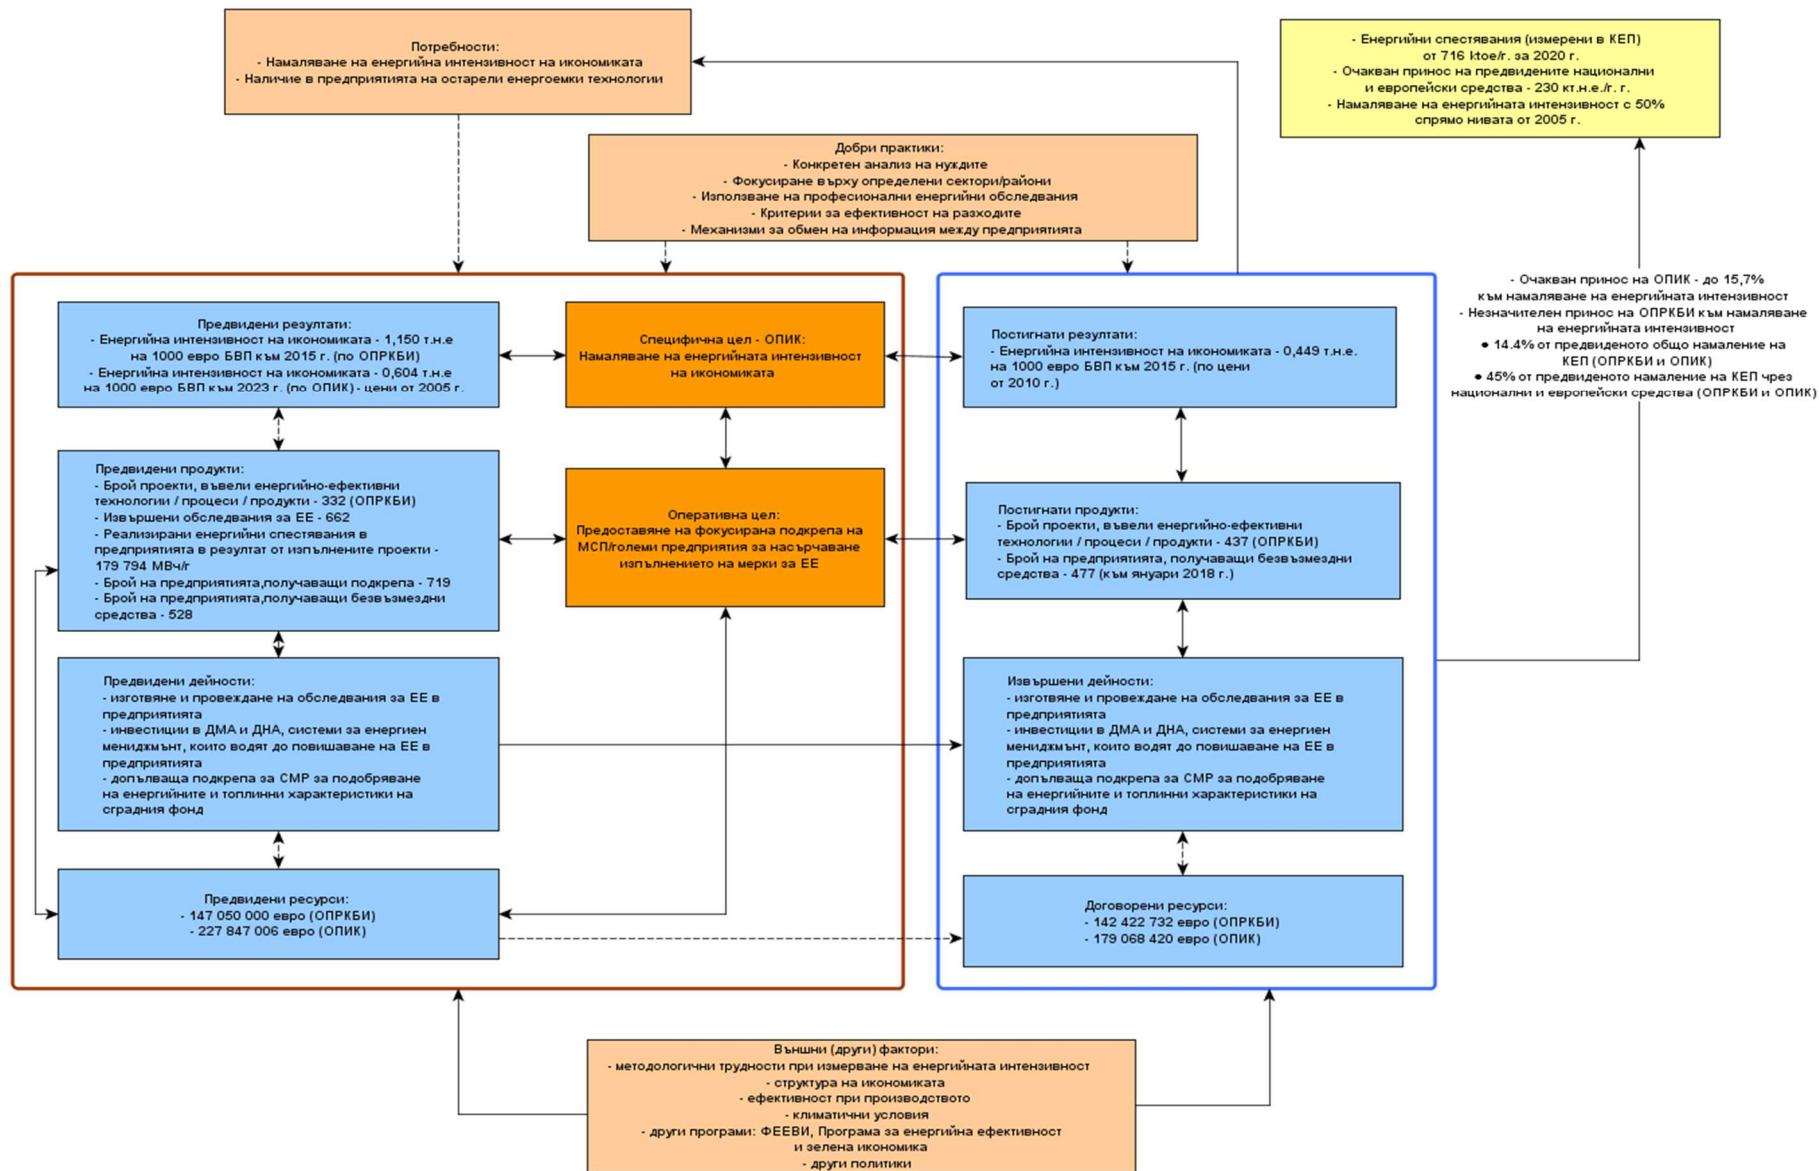 Потребности:
- Намаляване на енергийна интензивност на икономиката
- Наличие в предприятията на остарели енергоемки технологии
- Енергийни спестявания (измерени в КЕП)
от 716 ktoe/г. за 2020 г.
- Очакван принос на предвидените национални
и европейски средства - 230 кт.н.е./г. г.
- Намаляване на енергийната интензивност с 50%
спрямо нивата от 2005 г.
Добри практики:
- Конкретен анализ на нуждите
- Фокусиране върху определени сектори/райони
- Използване на професионални енергийни обследвания
- Критерии за ефективност на разходите
- Механизми за обмен на информация между предприятията
Предвидени резултати:
- Енергийна интензивност на икономиката - 1,150 т.н.е
на 1000 евро БВП към 2015 г. (по ОПРКБИ)
- Енергийна интензивност на икономиката - 0,604 т.н.е
на 1000 евро БВП към 2023 г. (по ОПИК) - цени от 2005 г.
Специфична цел - ОПИК:
Намаляване на енергийната интензивност
на икономиката
Постигнати резултати:
- Енергийна интензивност на икономиката - 0,449 т.н.е.
на 1000 евро БВП към 2015 г. (по цени
от 2010 г.)
- Очакван принос на ОПИК - до 15,7%
към намаляване на енергийната интензивност
- Незначителен принос на ОПРКБИ към намаляване
на енергийната интензивност
● 14.4% от предвиденото общо намаление на
КЕП (ОПРКБИ и ОПИК)
● 45% от предвиденото намаление на КЕП чрез
национални и европейски средства (ОПРКБИ и ОПИК)
Предвидени продукти:
- Брой проекти, въвели енергийно-ефективни
технологии / процеси / продукти - 332 (ОПРКБИ)
- Извършени обследвания за ЕЕ - 662
- Реализирани енергийни спестявания в
предприятията в резултат от изпълнените проекти -
179 794 МВч/г
- Брой на предприятията,получаващи подкрепа - 719
- Брой на предприятията,получаващи безвъзмездни
средства - 528
Оперативна цел:
Предоставяне на фокусирана подкрепа на
МСП/големи предприятия за насърчаване
изпълнението на мерки за ЕЕ
Постигнати продукти:
- Брой проекти, въвели енергийно-ефективни
технологии / процеси / продукти - 437 (ОПРКБИ)
- Брой на предприятията, получаващи безвъзмездни
средства - 477 (към януари 2018 г.)
Предвидени дейности:
- изготвяне и провеждане на обследвания за ЕЕ в
предприятията
- инвестиции в ДМА и ДНА, системи за енергиен
мениджмънт, които водят до повишаване на ЕЕ в
предприятията
- допълваща подкрепа за СМР за подобряване
на енергийните и топлинни характеристики на
сградния фонд
Извършени дейности:
- изготвяне и провеждане на обследвания за ЕЕ в
предприятията
- инвестиции в ДМА и ДНА, системи за енергиен
мениджмънт, които водят до повишаване на ЕЕ в
предприятията
- допълваща подкрепа за СМР за подобряване
на енергийните и топлинни характеристики на
сградния фонд
Предвидени ресурси:
- 147 050 000 евро (ОПРКБИ)
- 227 847 006 евро (ОПИК)
Договорени ресурси:
- 142 422 732 евро (ОПРКБИ)
- 179 068 420 евро (ОПИК)
Външни (други) фактори:
- методологични трудности при измерване на енергийната интензивност
- структура на икономиката
- ефективност при производството
- климатични условия
- други програми: ФЕЕВИ, Програма за енергийна ефективност
и зелена икономика
- други политики